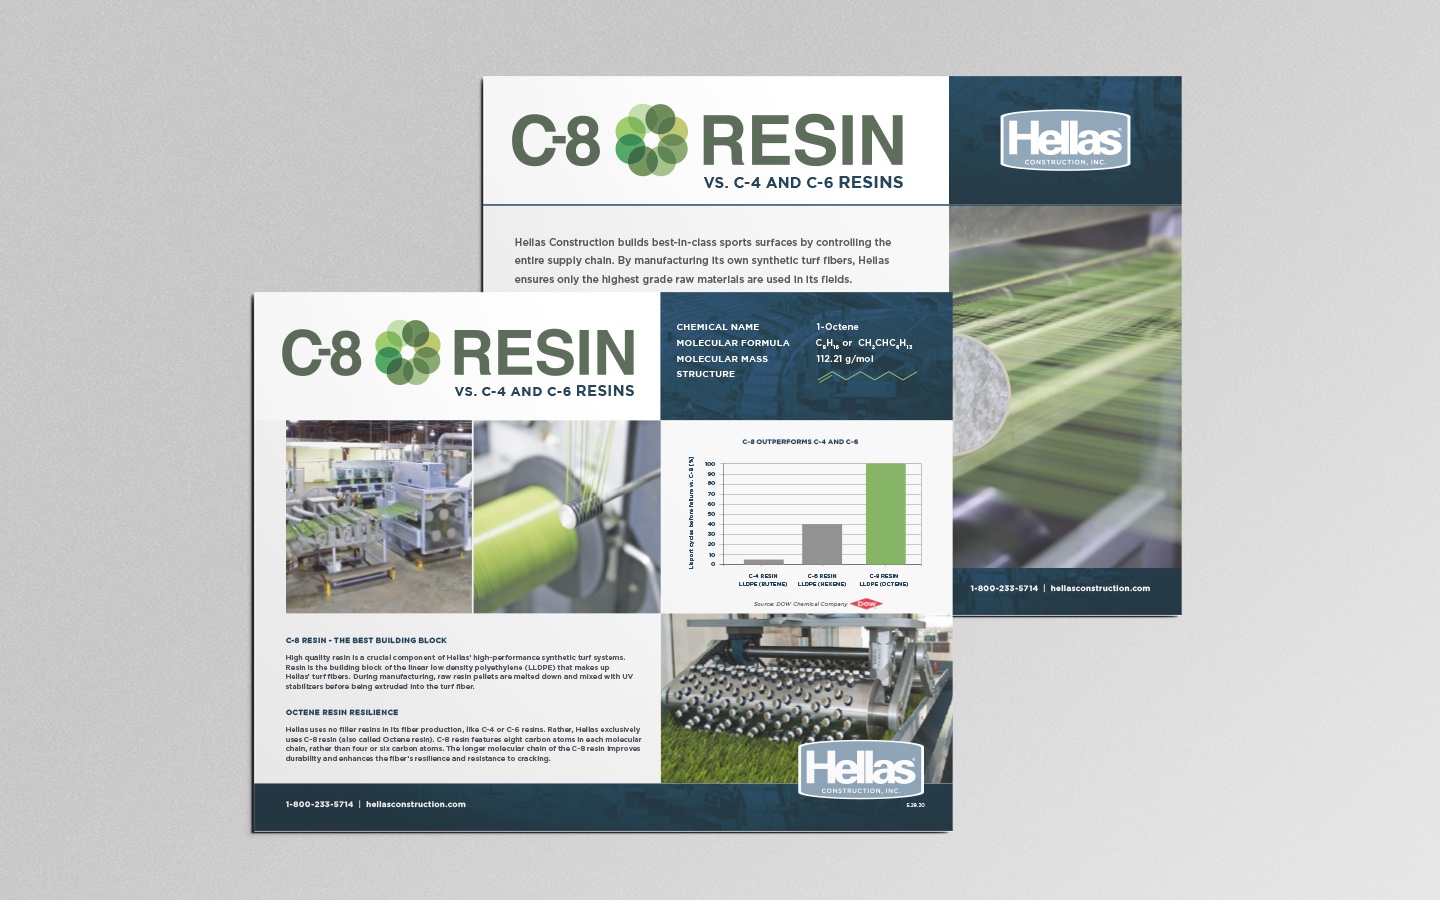 C-8 RESIN
VS. C-4 AND C-6 RESINS
Hellas
CONSTRUCTION, INC.
Hellas Construction builds best-in-class sports surfaces by controlling the
entire supply chain. By manufacturing its own synthetic turf fibers, Hellas
ensures only the highest grade raw materials are used in its fields.
1-800-233-5714 | hellasconstruction.com
C-8 RESIN
VS. C-4 AND C-6 RESINS
CHEMICAL NAME 1-Octene
MOLECULAR FORMULA C₈H₁₆ or CH₂CHC₆H₁₃
MOLECULAR MASS 112.21 g/mol
STRUCTURE
C-8 OUTPERFORMS C-4 AND C-6
Lisport cycles before failure vs. C-8 [%]
100
90
80
70
60
50
40
30
20
10
0
C-4 RESIN
LLDPE (BUTENE)
C-6 RESIN
LLDPE (HEXENE)
C-8 RESIN
LLDPE (OCTENE)
Source: DOW Chemical Company
Dow
C-8 RESIN - THE BEST BUILDING BLOCK
High quality resin is a crucial component of Hellas' high-performance synthetic turf systems.
Resin is the building block of the linear low density polyethylene (LLDPE) that makes up
Hellas' turf fibers. During manufacturing, raw resin pellets are melted down and mixed with UV
stabilizers before being extruded into the turf fiber.
OCTENE RESIN RESILIENCE
Hellas uses no filler resins in its fiber production, like C-4 or C-6 resins. Rather, Hellas exclusively
uses C-8 resin (also called Octene resin). C-8 resin features eight carbon atoms in each molecular
chain, rather than four or six carbon atoms. The longer molecular chain of the C-8 resin improves
durability and enhances the fiber's resilience and resistance to cracking.
Hellas
CONSTRUCTION, INC.
1-800-233-5714 | hellasconstruction.com
5.29.20